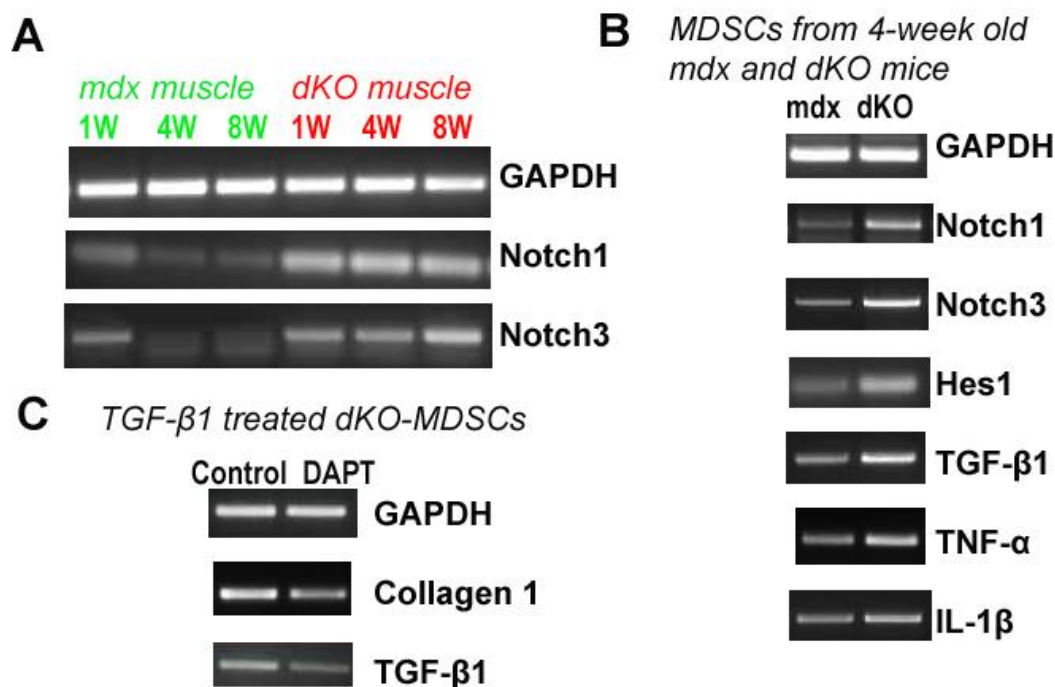 A
mdx muscle dKO muscle
1W 4W 8W 1W 4W 8W
GAPDH
Notch1
Notch3
B
MDSCs from 4-week old
mdx and dKO mice
mdx dKO
GAPDH
Notch1
Notch3
Hes1
TGF-β1
TNF-α
IL-1β
C
TGF-β1 treated dKO-MDSCs
Control DAPT
GAPDH
Collagen 1
TGF-β1